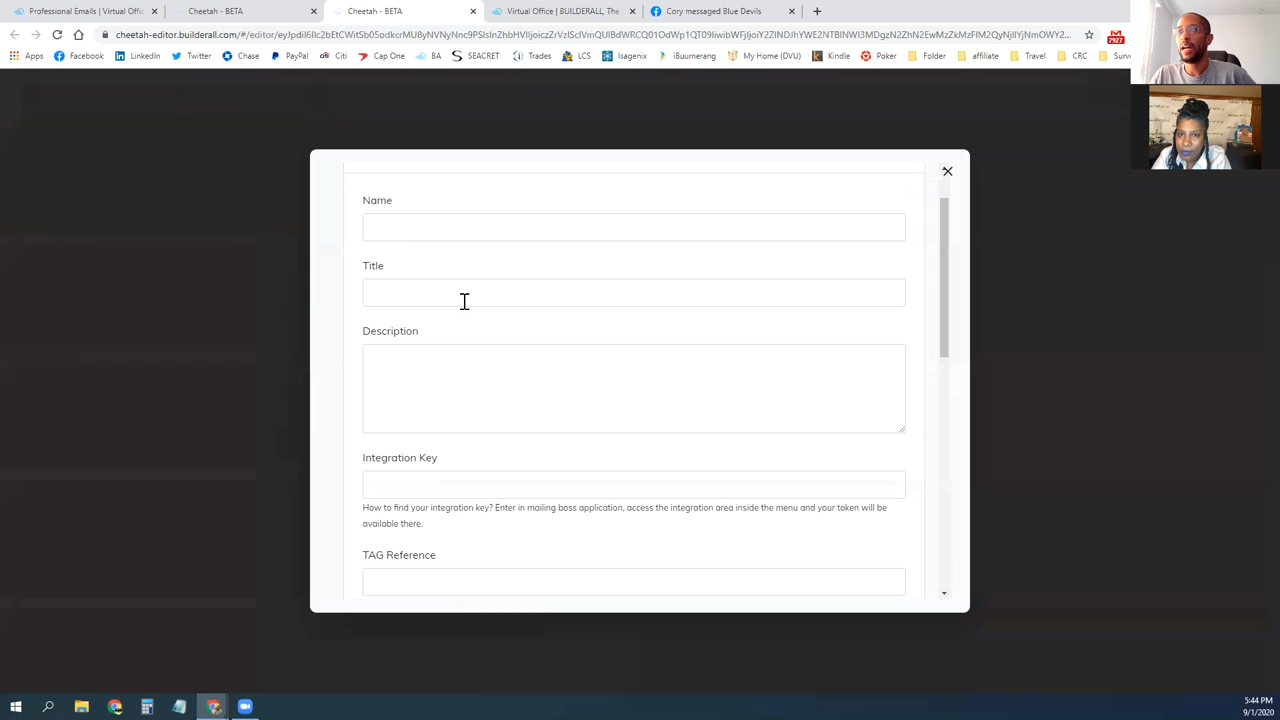 Professional Emails | Virtual Offic
Cheetah - BETA
Cheetah - BETA
Virtual Office | BUILDERALL, The
Cory messaged Blue Devils
Apps
Facebook
LinkedIn
Twitter
Chase
PayPal
Citi
Cap One
BA
SEACRET
Trades
LCS
Isagenix
iBuumerang
My Home (DVU)
Kindle
Poker
Folder
affiliate
Travel
CRC
Surve
7927
Name
Title
Description
Integration Key
How to find your integration key? Enter in mailing boss application, access the integration area inside the menu and your token will be
available there.
TAG Reference
5:44 PM
9/1/2020